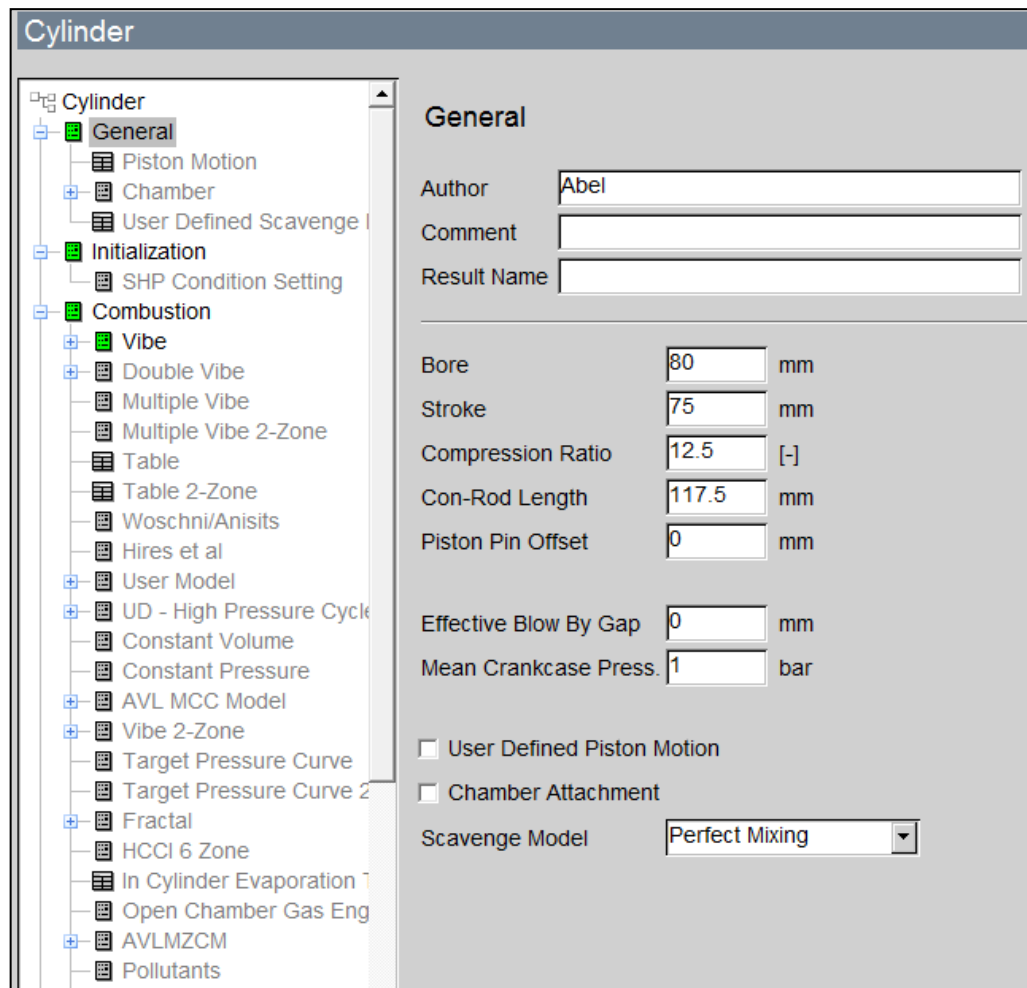 Cylinder
Cylinder
General
Piston Motion
Chamber
User Defined Scavenge
Initialization
SHP Condition Setting
Combustion
Vibe
Double Vibe
Multiple Vibe
Multiple Vibe 2-Zone
Table
Table 2-Zone
Woschni/Anisits
Hires et al
User Model
UD - High Pressure Cycle
Constant Volume
Constant Pressure
AVL MCC Model
Vibe 2-Zone
Target Pressure Curve
Target Pressure Curve 2
Fractal
HCCI 6 Zone
In Cylinder Evaporation
Open Chamber Gas Eng
AVLMZCM
Pollutants
General
Author Abel
Comment
Result Name
Bore 80 mm
Stroke 75 mm
Compression Ratio 12.5 [-]
Con-Rod Length 117.5 mm
Piston Pin Offset 0 mm
Effective Blow By Gap 0 mm
Mean Crankcase Press. 1 bar
User Defined Piston Motion
Chamber Attachment
Scavenge Model Perfect Mixing